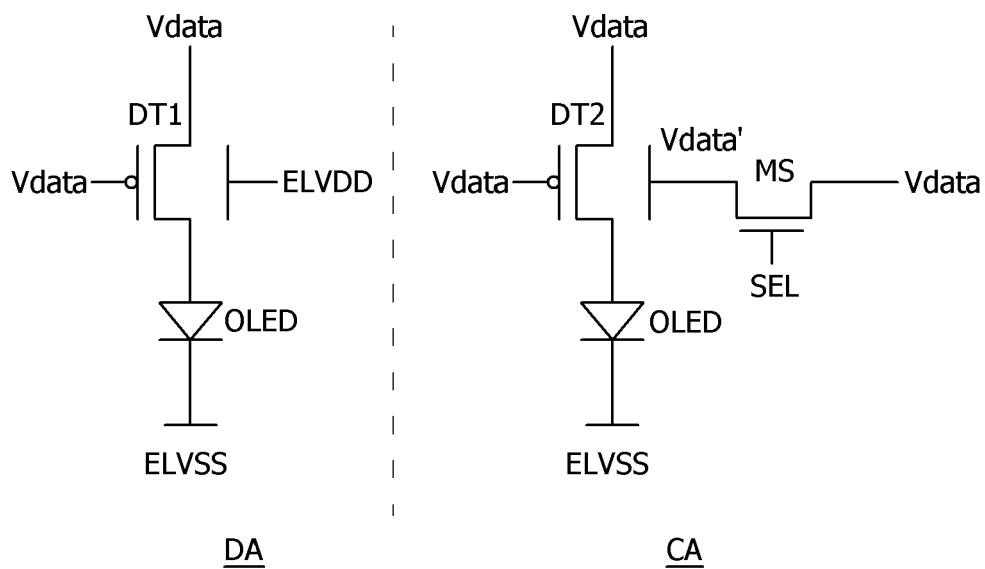 Vdata
DT1
Vdata
ELVDD
OLED
ELVSS
DA
Vdata
DT2
Vdata'
MS
Vdata
Vdata
SEL
OLED
ELVSS
CA